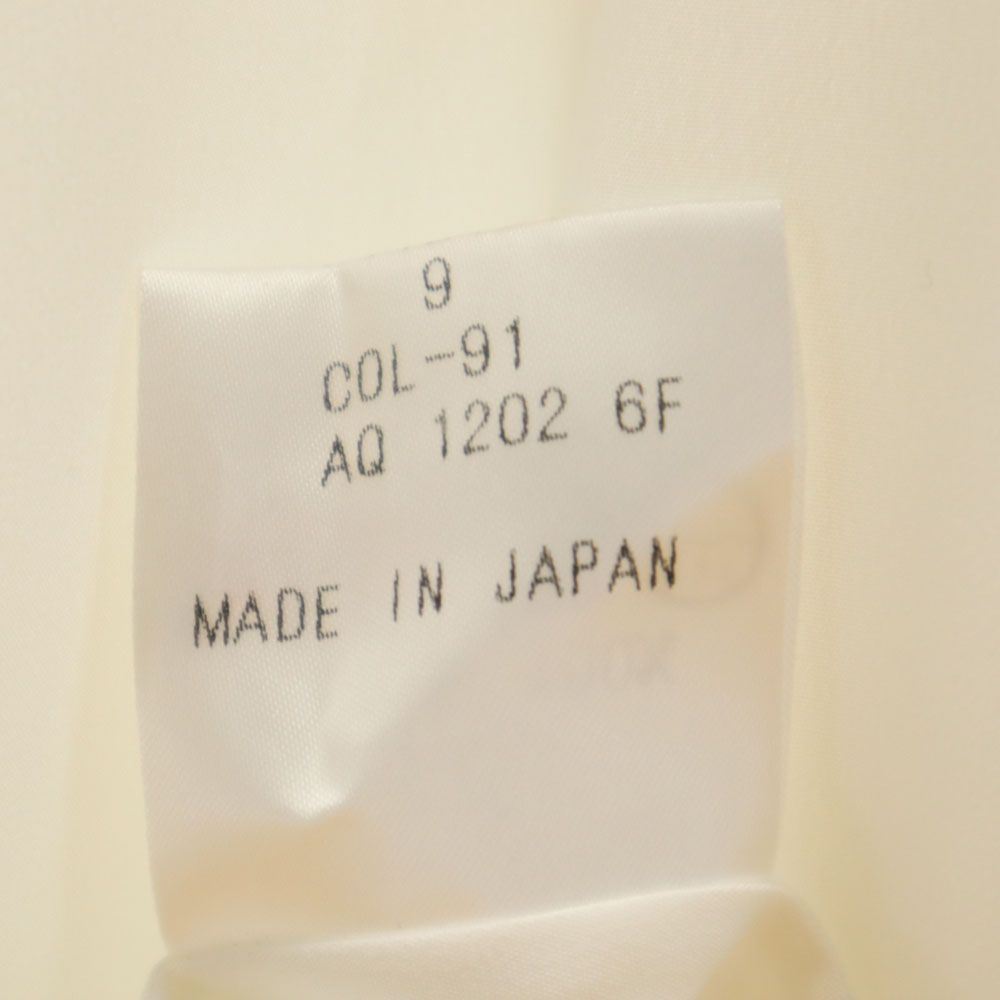 9
COL-91
AQ 1202 6F
MADE IN JAPAN